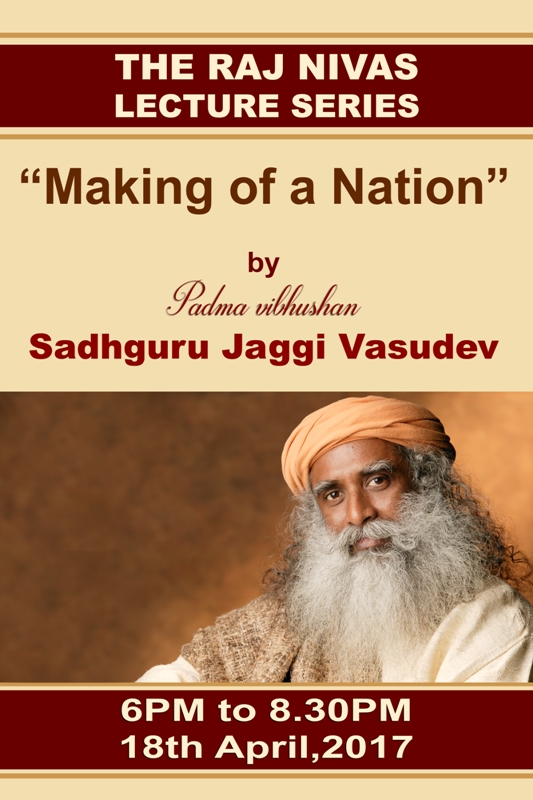 THE RAJ NIVAS
LECTURE SERIES
“Making of a Nation”
by
Padma vibhushan
Sadhguru Jaggi Vasudev
6PM to 8.30PM
18th April,2017